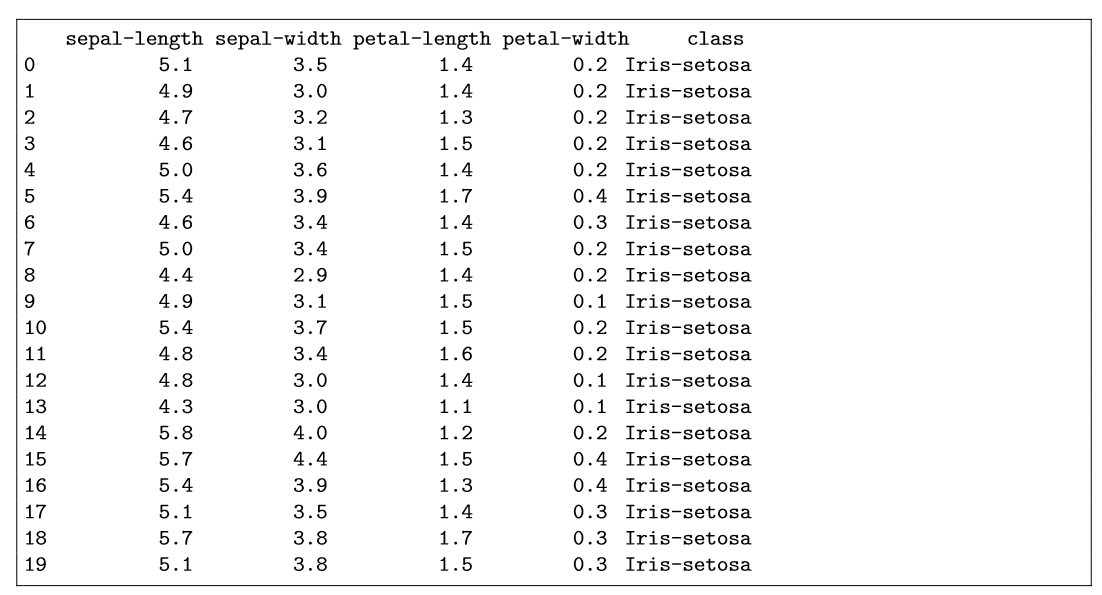 sepal-length sepal-width petal-length petal-width class
0 5.1 3.5 1.4 0.2 Iris-setosa
1 4.9 3.0 1.4 0.2 Iris-setosa
2 4.7 3.2 1.3 0.2 Iris-setosa
3 4.6 3.1 1.5 0.2 Iris-setosa
4 5.0 3.6 1.4 0.2 Iris-setosa
5 5.4 3.9 1.7 0.4 Iris-setosa
6 4.6 3.4 1.4 0.3 Iris-setosa
7 5.0 3.4 1.5 0.2 Iris-setosa
8 4.4 2.9 1.4 0.2 Iris-setosa
9 4.9 3.1 1.5 0.1 Iris-setosa
10 5.4 3.7 1.5 0.2 Iris-setosa
11 4.8 3.4 1.6 0.2 Iris-setosa
12 4.8 3.0 1.4 0.1 Iris-setosa
13 4.3 3.0 1.1 0.1 Iris-setosa
14 5.8 4.0 1.2 0.2 Iris-setosa
15 5.7 4.4 1.5 0.4 Iris-setosa
16 5.4 3.9 1.3 0.4 Iris-setosa
17 5.1 3.5 1.4 0.3 Iris-setosa
18 5.7 3.8 1.7 0.3 Iris-setosa
19 5.1 3.8 1.5 0.3 Iris-setosa